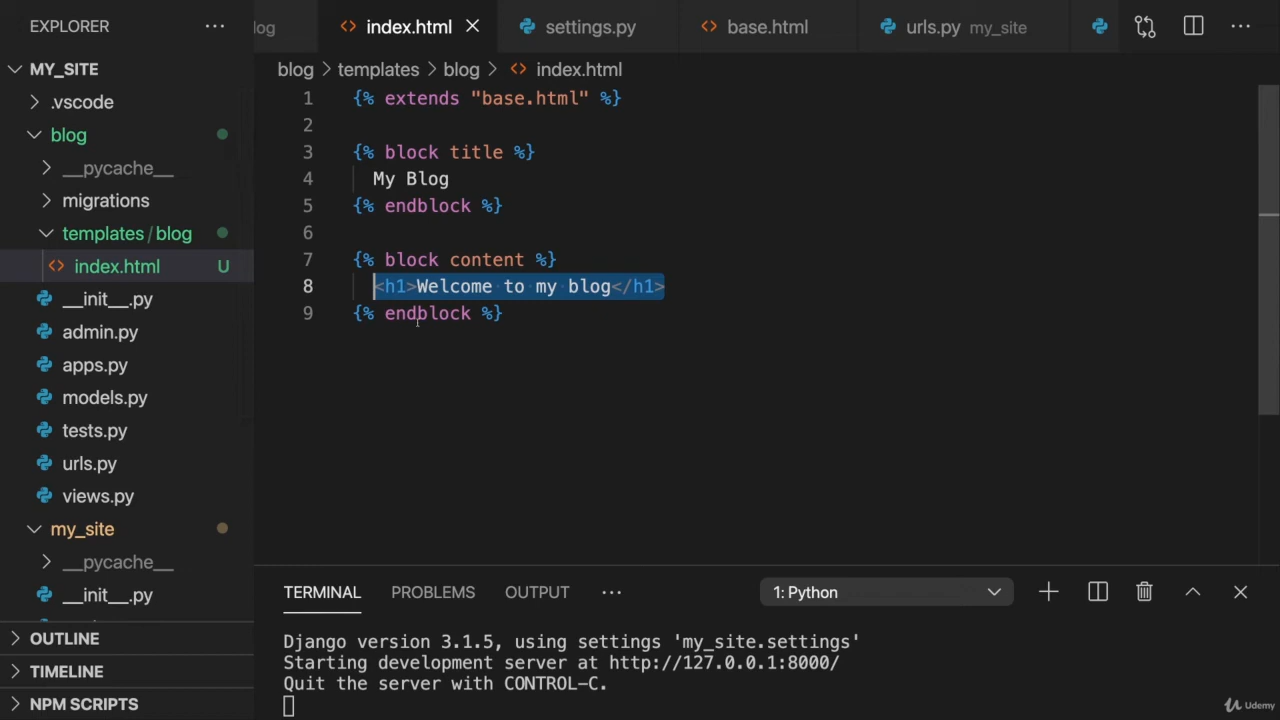 EXPLORER ...
log index.html settings.py base.html urls.py my_site ...
MY_SITE
blog > templates > blog > index.html
.vscode
blog
__pycache__
migrations
templates / blog
index.html U
__init__.py
admin.py
apps.py
models.py
tests.py
urls.py
views.py
my_site
__pycache__
__init__.py
OUTLINE
TIMELINE
NPM SCRIPTS
1 {% extends "base.html" %}
2
3 {% block title %}
4 My Blog
5 {% endblock %}
6
7 {% block content %}
8 <h1>Welcome to my blog</h1>
9 {% endblock %}
TERMINAL PROBLEMS OUTPUT ... 1: Python
Django version 3.1.5, using settings 'my_site.settings'
Starting development server at http://127.0.0.1:8000/
Quit the server with CONTROL-C.
Udemy